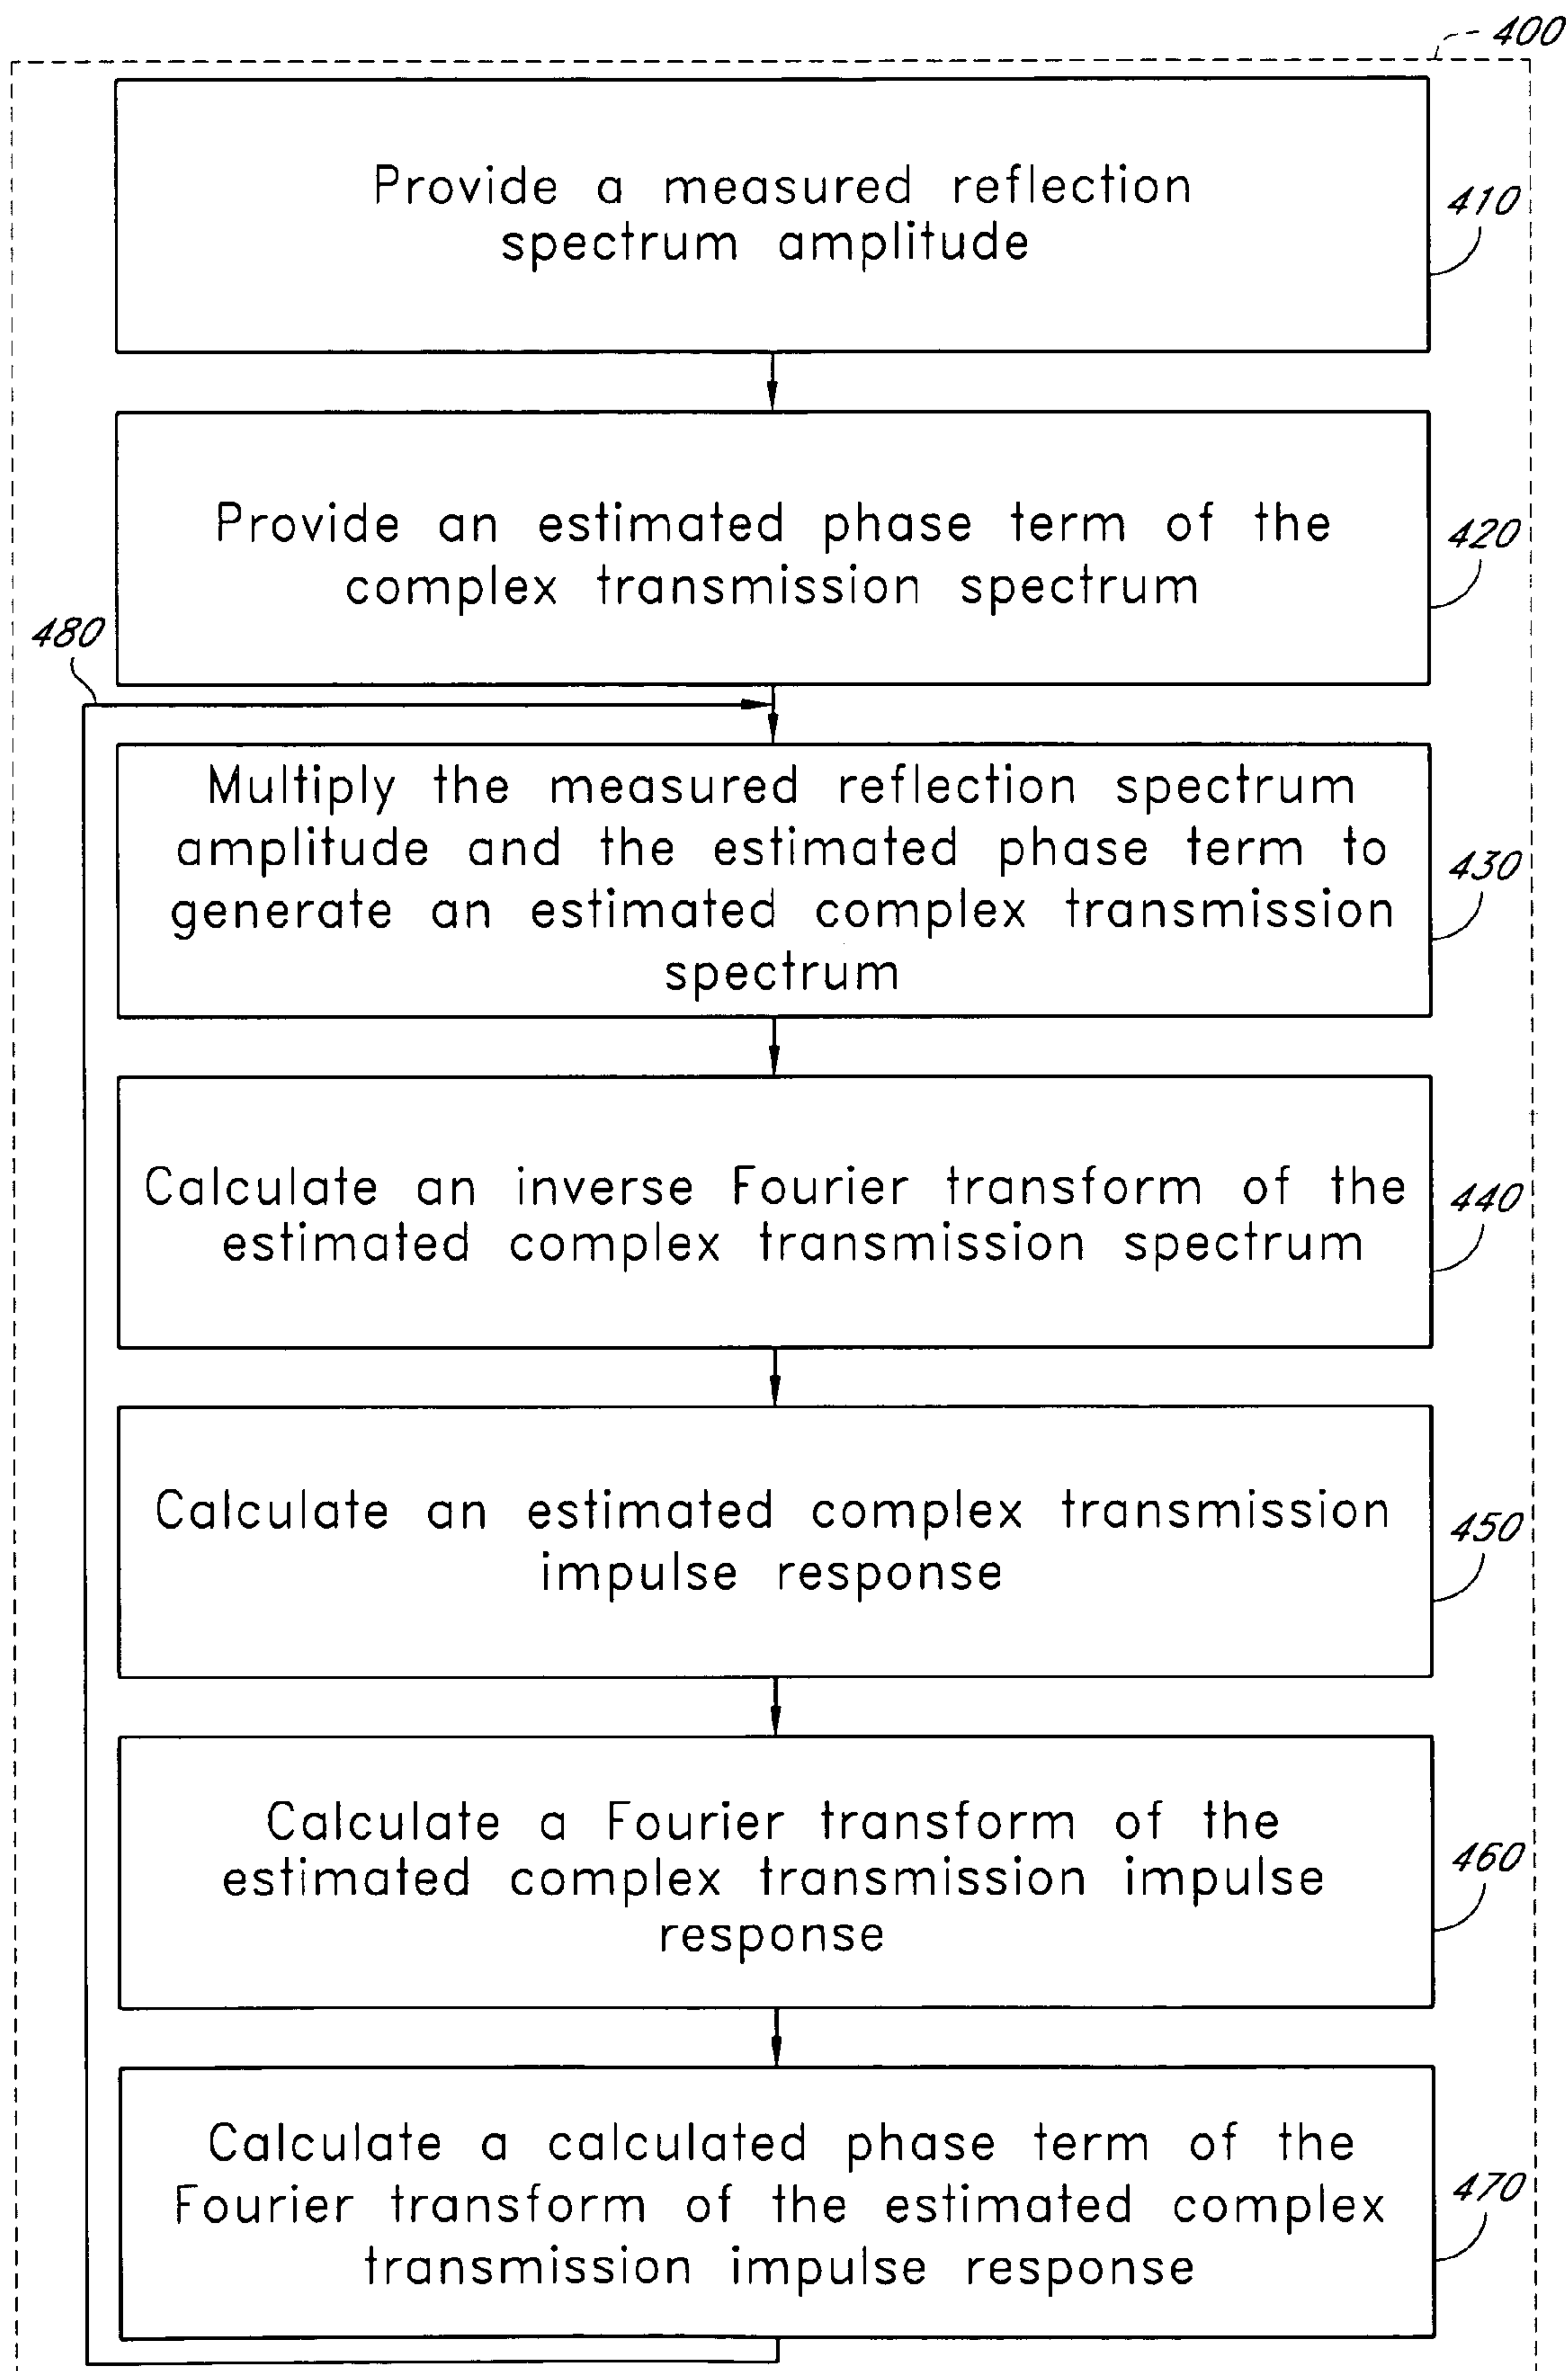 400
Provide a measured reflection
spectrum amplitude
410
Provide an estimated phase term of the
complex transmission spectrum
420
480
Multiply the measured reflection spectrum
amplitude and the estimated phase term to
generate an estimated complex transmission
spectrum
430
Calculate an inverse Fourier transform of the
estimated complex transmission spectrum
440
Calculate an estimated complex transmission
impulse response
450
Calculate a Fourier transform of the
estimated complex transmission impulse
response
460
Calculate a calculated phase term of the
Fourier transform of the estimated complex
transmission impulse response
470